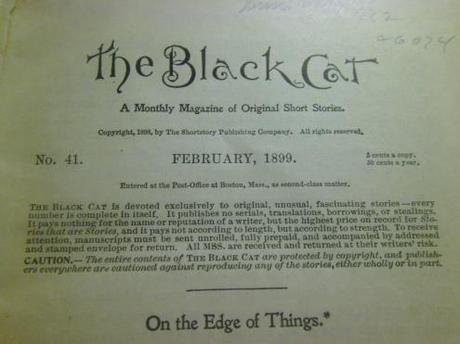 26074
The Black Cat
A Monthly Magazine of Original Short Stories.
Copyright, 1898, by The Shortstory Publishing Company. All rights reserved.
No. 41. FEBRUARY, 1899. 5 cents a copy.
50 cents a year.
Entered at the Post-Office at Boston, Mass., as second-class matter.
THE BLACK CAT is devoted exclusively to original, unusual, fascinating stories — every
number is complete in itself. It publishes no serials, translations, borrowings, or stealings.
It pays nothing for the name or reputation of a writer, but the highest price on record for Sto-
ries that are Stories, and it pays not according to length, but according to strength. To receive
attention, manuscripts must be sent unrolled, fully prepaid, and accompanied by addressed
and stamped envelope for return. All MSS. are received and returned at their writers' risk.
CAUTION.— The entire contents of THE BLACK CAT are protected by copyright, and publish-
ers everywhere are cautioned against reproducing any of the stories, either wholly or in part.
On the Edge of Things.*